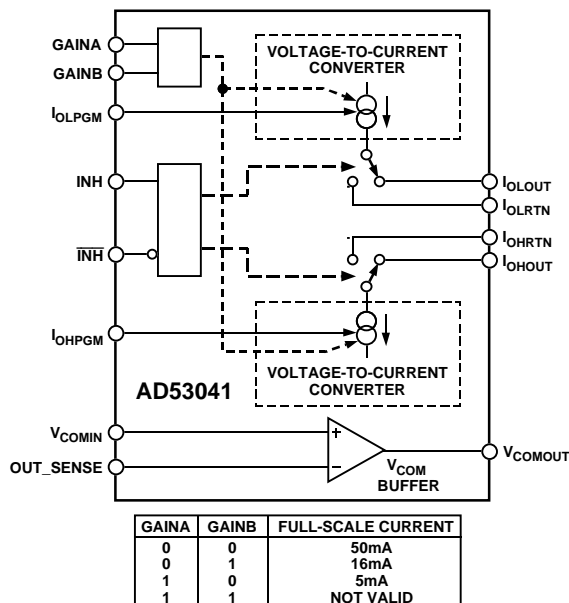 GAINA
GAINB
VOLTAGE-TO-CURRENT
CONVERTER
IOLPGM
INH
INH
IOLOUT
IOLRTN
IOHRTN
IOHOUT
IOHPGM
VOLTAGE-TO-CURRENT
CONVERTER
AD53041
VCOMIN
+
OUT_SENSE
–
VCOM
BUFFER
VCOMOUT
GAINA GAINB FULL-SCALE CURRENT
0 0 50mA
0 1 16mA
1 0 5mA
1 1 NOT VALID